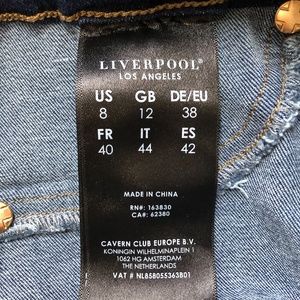 LIVERPOOL®
LOS ANGELES
US GB DE/EU
8 12 38
FR IT ES
40 44 42
MADE IN CHINA
RN#: 163830
CA#: 62380
CAVERN CLUB EUROPE B.V.
KONINGIN WILHELMINAPLEIN 1
1062 HG AMSTERDAM
THE NETHERLANDS
VAT # NL858055363B01